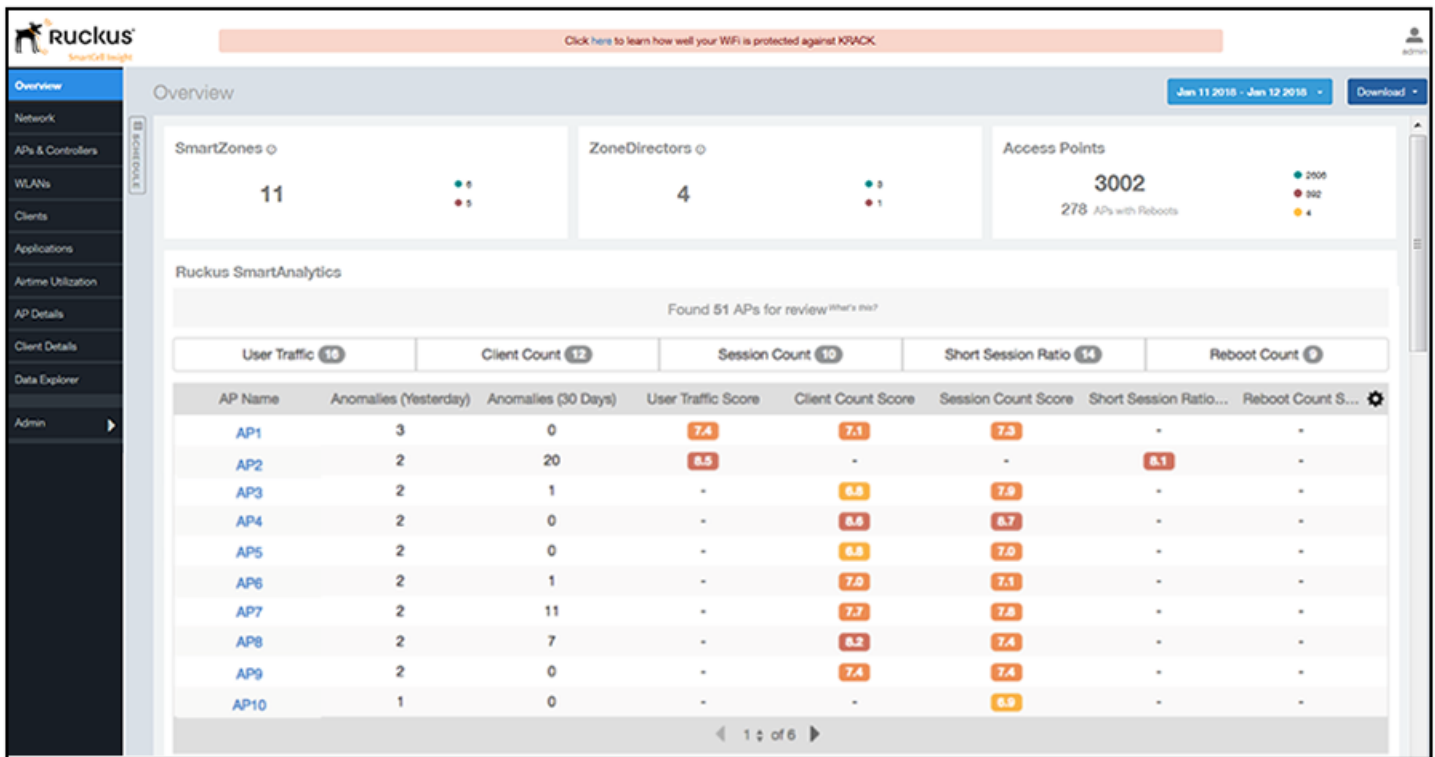 Ruckus
SmartCell Insight
Click here to learn how well your WiFi is protected against KRACK.
admin
Overview
Network
APs & Controllers
WLANs
Clients
Applications
Airtime Utilization
AP Details
Client Details
Data Explorer
Admin
SCHEDULE
Overview
Jan 11 2018 - Jan 12 2018
Download
SmartZones
11
6
5
ZoneDirectors
4
3
1
Access Points
3002
278 APs with Reboots
2606
392
4
Ruckus SmartAnalytics
Found 51 APs for review What's this?
User Traffic 16 Client Count 12 Session Count 10 Short Session Ratio 14 Reboot Count 9
AP Name Anomalies (Yesterday) Anomalies (30 Days) User Traffic Score Client Count Score Session Count Score Short Session Ratio... Reboot Count S...
AP1 3 0 7.4 7.1 7.3 - -
AP2 2 20 8.5 - - 8.1 -
AP3 2 1 - 6.8 7.9 - -
AP4 2 0 - 8.6 8.7 - -
AP5 2 0 - 6.8 7.0 - -
AP6 2 1 - 7.0 7.1 - -
AP7 2 11 - 7.7 7.8 - -
AP8 2 7 - 8.2 7.4 - -
AP9 2 0 - 7.4 7.4 - -
AP10 1 0 - - 6.9 - -
1 of 6